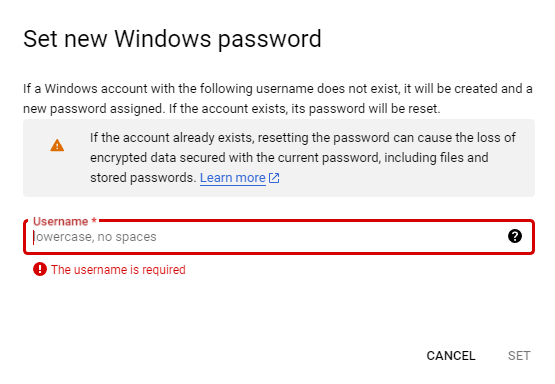 Set new Windows password
If a Windows account with the following username does not exist, it will be created and a
new password assigned. If the account exists, its password will be reset.
If the account already exists, resetting the password can cause the loss of
encrypted data secured with the current password, including files and
stored passwords. Learn more
Username *
lowercase, no spaces
The username is required
CANCEL SET